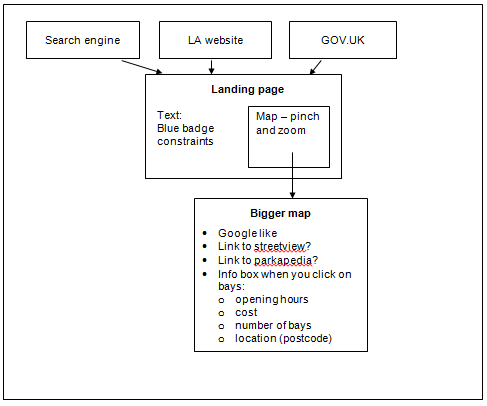 Search engine
LA website
GOV.UK
Landing page
Text:
Blue badge
constraints
Map – pinch
and zoom
Bigger map
• Google like
• Link to streetview?
• Link to parkapedia?
• Info box when you click on
bays:
o opening hours
o cost
o number of bays
o location (postcode)